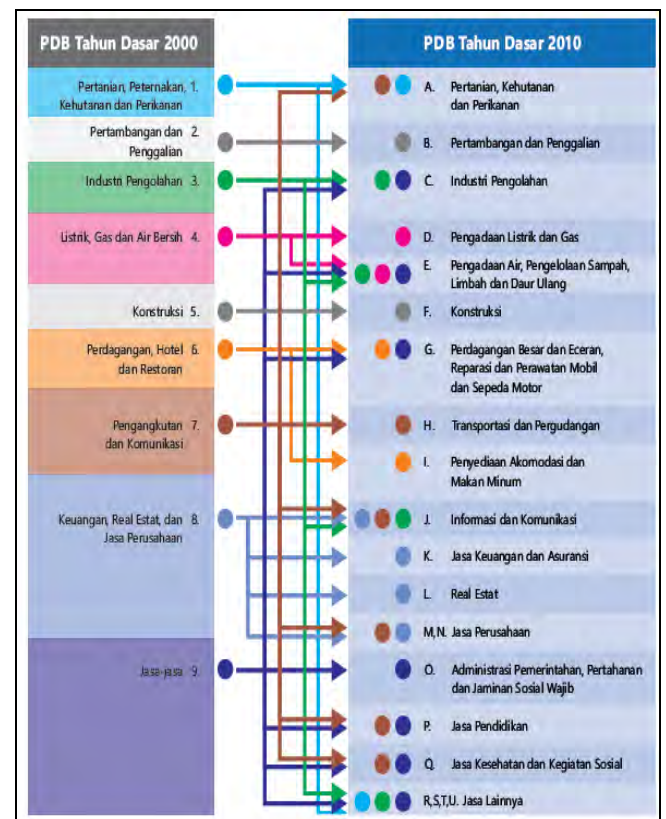 PDB Tahun Dasar 2000
Pertanian, Peternakan, 1.
Kehutanan dan Perikanan
Pertambangan dan 2.
Penggalian
Industri Pengolahan 3.
Listrik, Gas dan Air Bersih 4.
Konstruksi 5.
Perdagangan, Hotel 6.
dan Restoran
Pengangkutan 7.
dan Komunikasi
Keuangan, Real Estat, dan 8.
Jasa Perusahaan
Jasa-jasa 9.
PDB Tahun Dasar 2010
A. Pertanian, Kehutanan
dan Perikanan
B. Pertambangan dan Penggalian
C. Industri Pengolahan
D. Pengadaan Listrik dan Gas
E. Pengadaan Air, Pengelolaan Sampah,
Limbah dan Daur Ulang
F. Konstruksi
G. Perdagangan Besar dan Eceran,
Reparasi dan Perawatan Mobil
dan Sepeda Motor
H. Transportasi dan Pergudangan
I. Penyediaan Akomodasi dan
Makan Minum
J. Informasi dan Komunikasi
K. Jasa Keuangan dan Asuransi
L. Real Estat
M,N. Jasa Perusahaan
O. Administrasi Pemerintahan, Pertahanan
dan Jaminan Sosial Wajib
P. Jasa Pendidikan
Q. Jasa Kesehatan dan Kegiatan Sosial
R,S,T,U. Jasa Lainnya